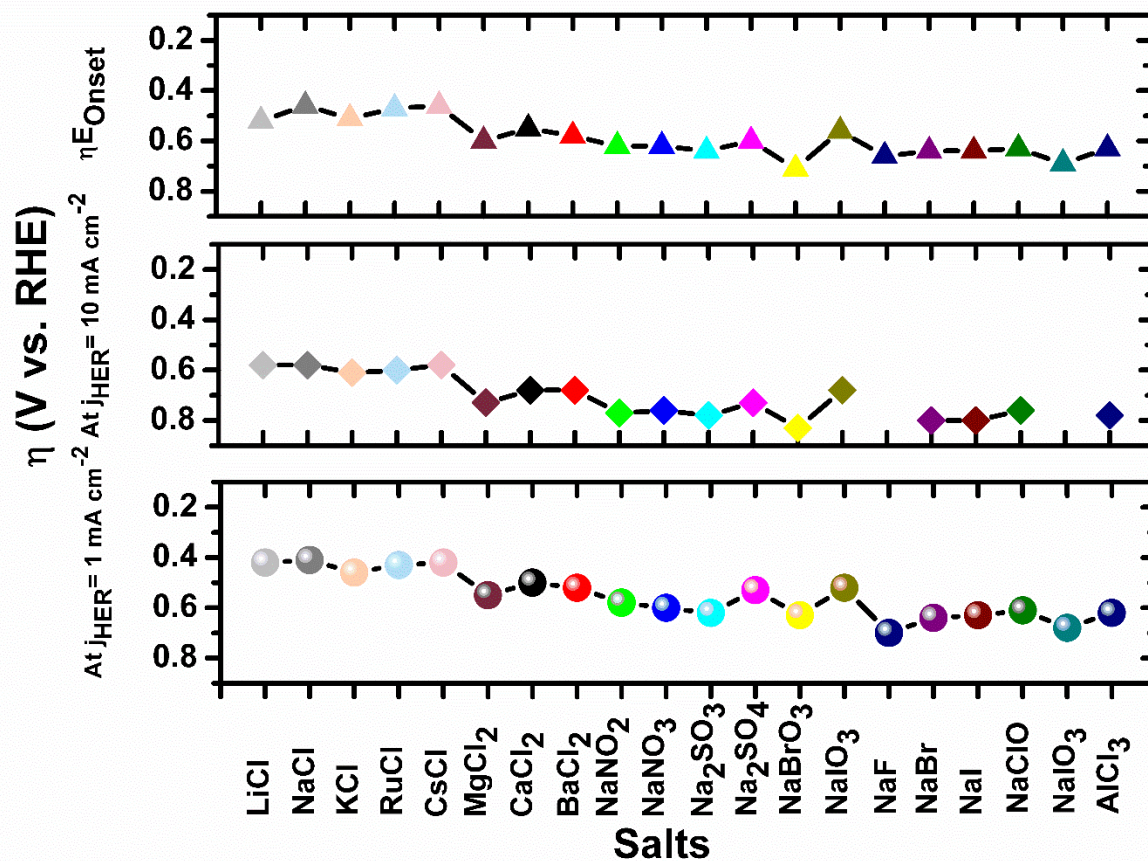 η (V vs. RHE)
ηE_Onset
0.2
0.4
0.6
0.8
At j_HER= 10 mA cm⁻²
0.2
0.4
0.6
0.8
At j_HER= 1 mA cm⁻²
0.2
0.4
0.6
0.8
LiCl
NaCl
KCl
RuCl
CsCl
MgCl₂
CaCl₂
BaCl₂
NaNO₂
NaNO₃
Na₂SO₃
Na₂SO₄
NaBrO₃
NaIO₃
NaF
NaBr
NaI
NaClO
NaIO₃
AlCl₃
Salts